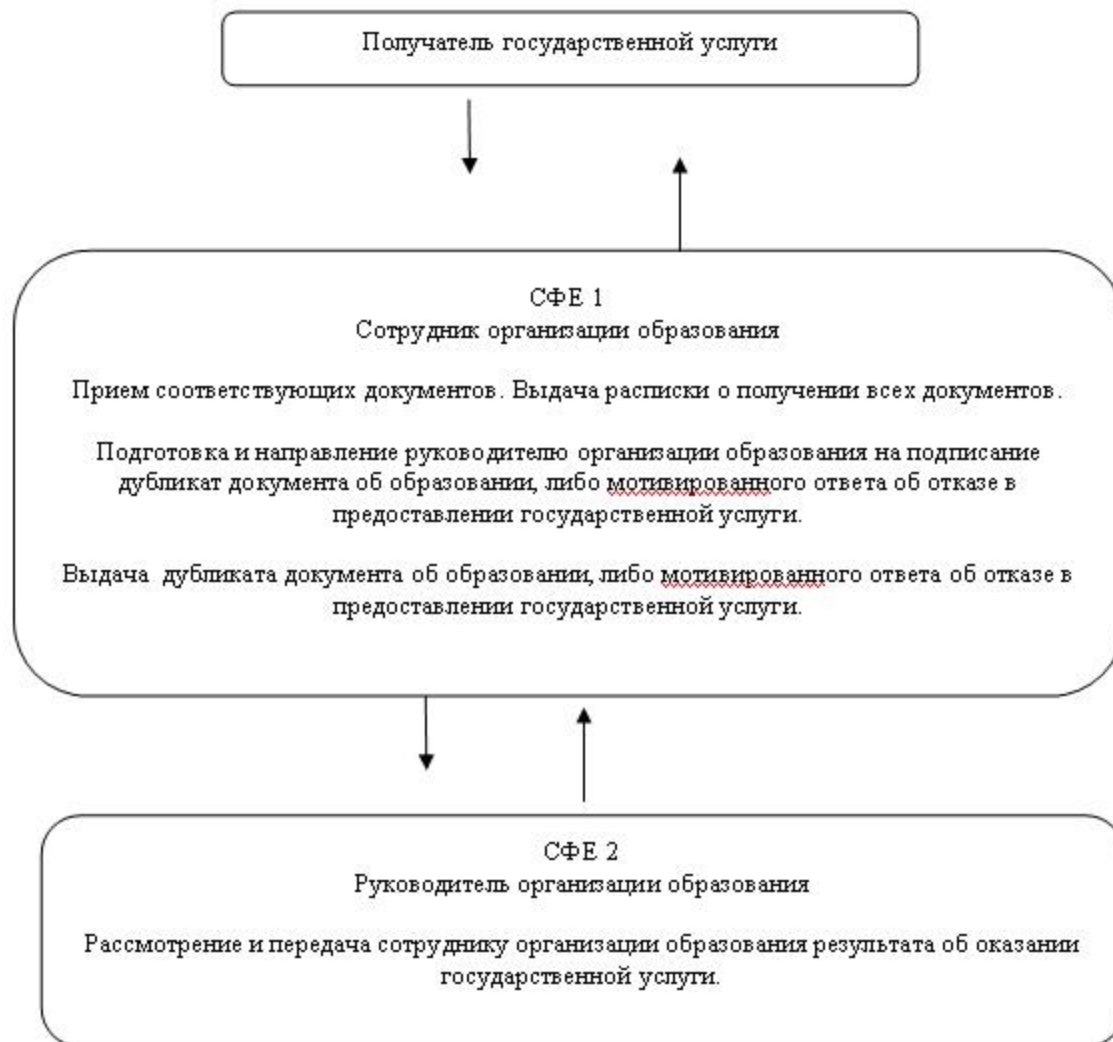 Получатель государственной услуги
СФЕ 1
Сотрудник организации образования
Прием соответствующих документов. Выдача расписки о получении всех документов.
Подготовка и направление руководителю организации образования на подписание
дубликат документа об образовании, либо мотивированного ответа об отказе в
предоставлении государственной услуги.
Выдача дубликата документа об образовании, либо мотивированного ответа об отказе в
предоставлении государственной услуги.
СФЕ 2
Руководитель организации образования
Рассмотрение и передача сотруднику организации образования результата об оказании
государственной услуги.